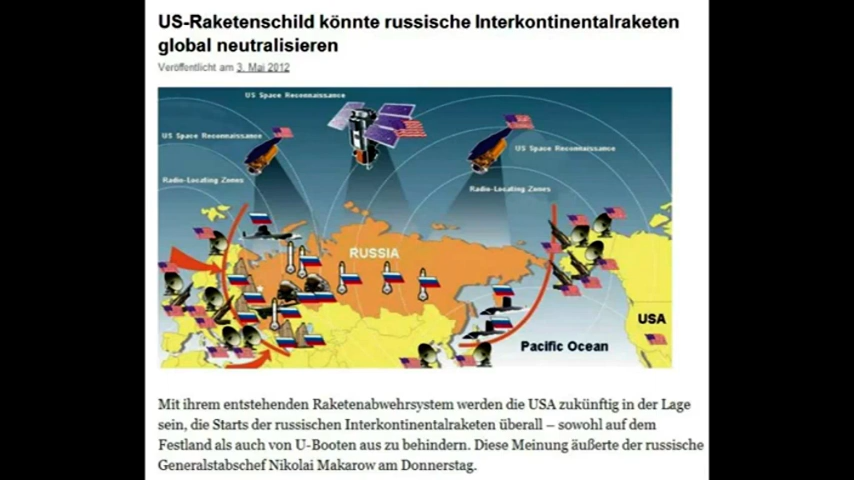 US-Raketenschild könnte russische Interkontinentalraketen
global neutralisieren
Veröffentlicht am 3. Mai 2012
US Space Reconnaissance
US Space Reconnaissance
US Space Reconnaissance
Radio-Locating Zones
Radio-Locating Zones
RUSSIA
USA
Pacific Ocean
Mit ihrem entstehenden Raketenabwehrsystem werden die USA zukünftig in der Lage
sein, die Starts der russischen Interkontinentalraketen überall – sowohl auf dem
Festland als auch von U-Booten aus zu behindern. Diese Meinung äußerte der russische
Generalstabschef Nikolai Makarow am Donnerstag.